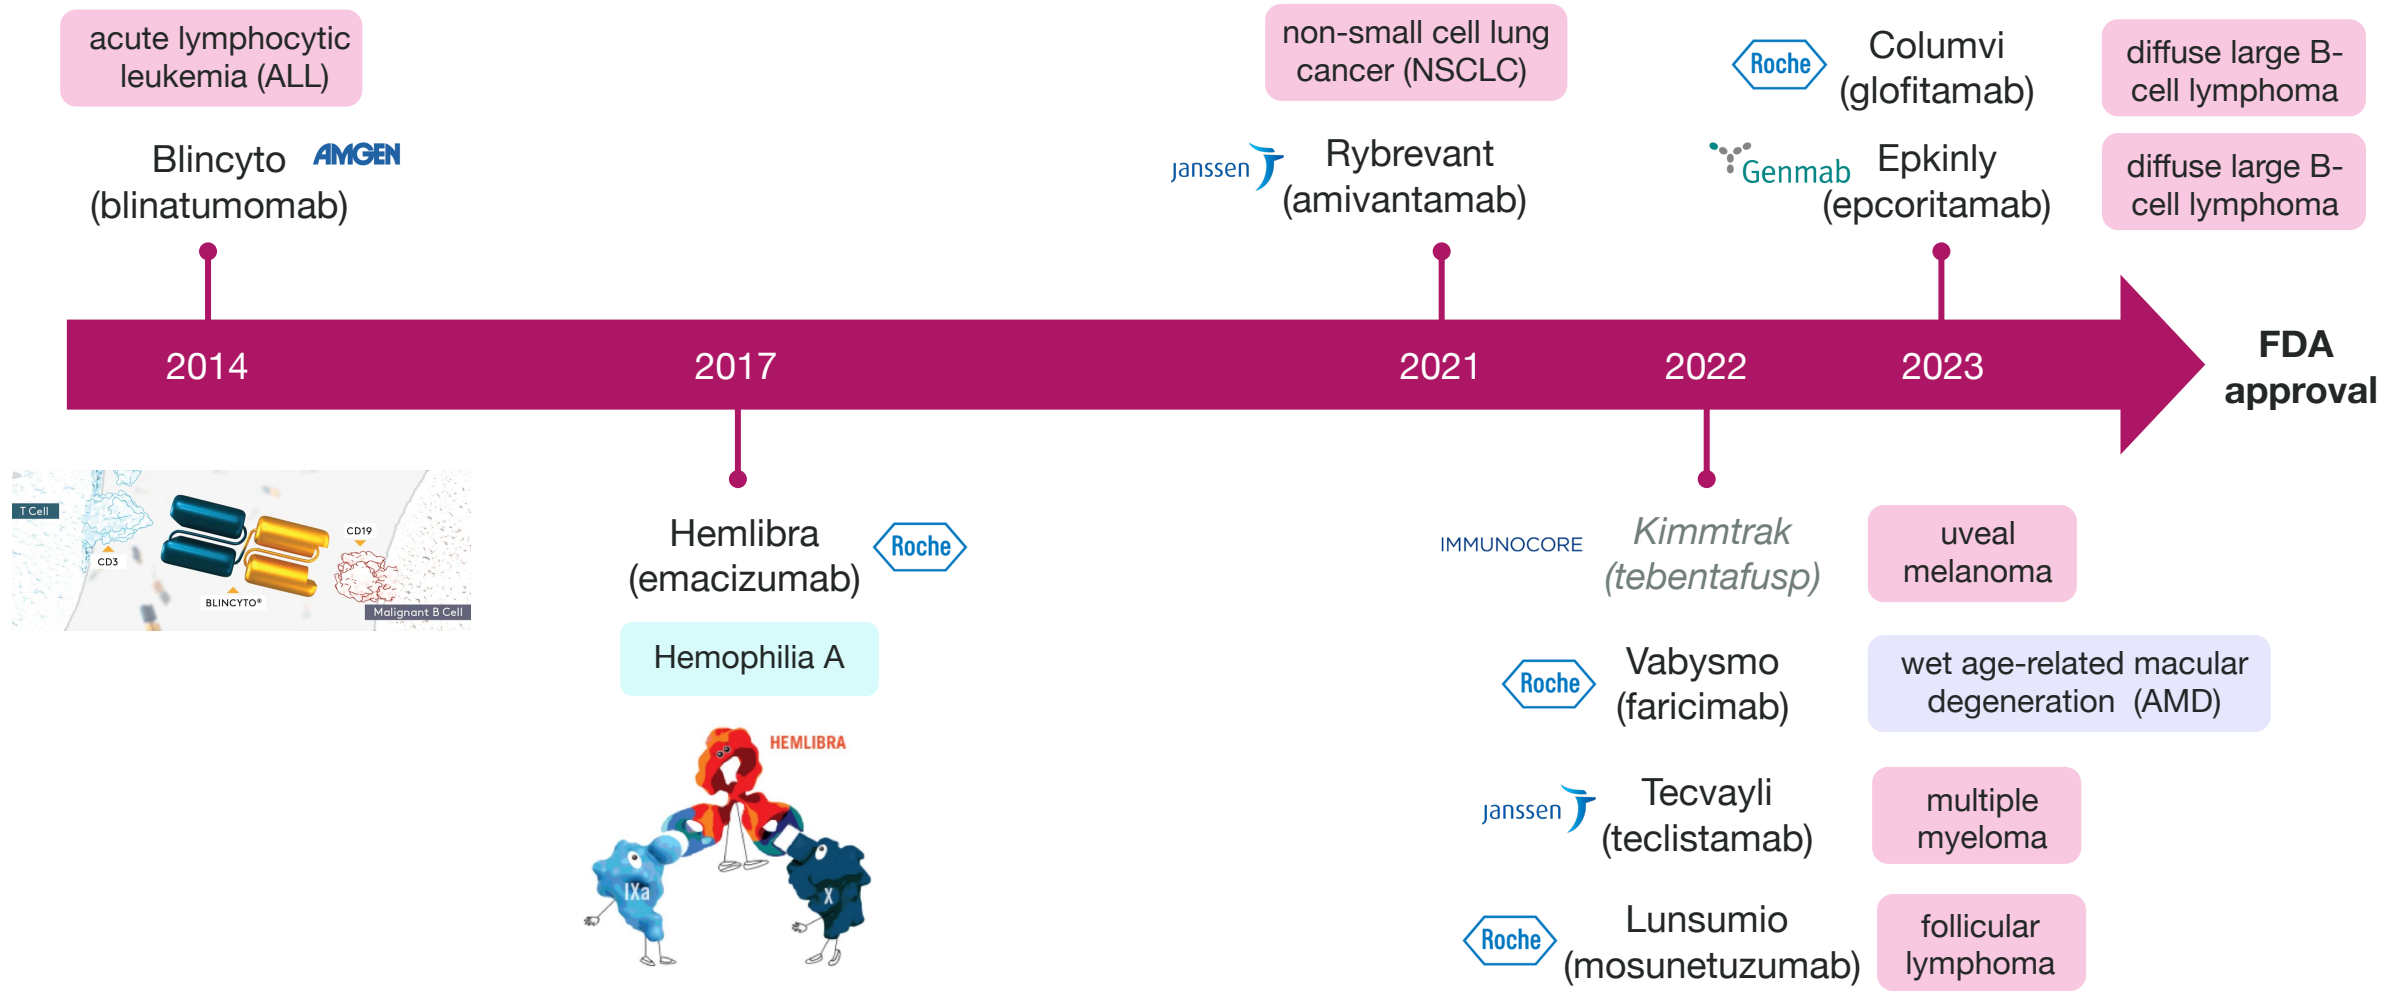 acute lymphocytic
leukemia (ALL)
Blincyto
AMGEN
(blinatumomab)
non-small cell lung
cancer (NSCLC)
janssen
Rybrevant
(amivantamab)
Roche
Columvi
(glofitamab)
diffuse large B-
cell lymphoma
Genmab
Epkinly
(epcoritamab)
diffuse large B-
cell lymphoma
2014
2017
2021
2022
2023
FDA
approval
T Cell
CD3
BLINCYTO®
CD19
Malignant B Cell
Hemlibra
(emacizumab)
Roche
Hemophilia A
HEMLIBRA
IXa
X
IMMUNOCORE
Kimmtrak
(tebentafusp)
uveal
melanoma
Roche
Vabysmo
(faricimab)
wet age-related macular
degeneration (AMD)
janssen
Tecvayli
(teclistamab)
multiple
myeloma
Roche
Lunsumio
(mosunetuzumab)
follicular
lymphoma